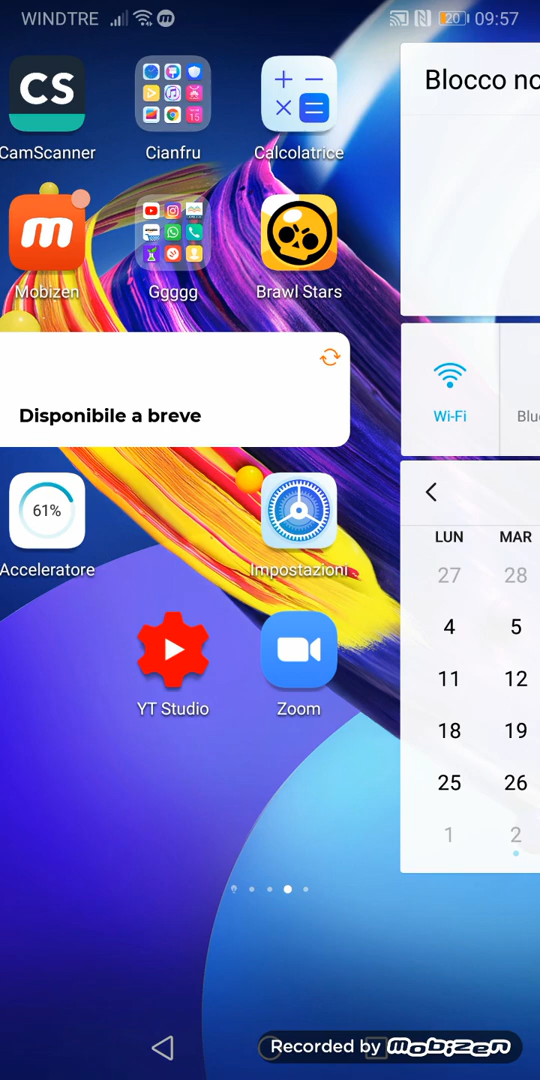 WINDTRE
20
09:57
CS
CamScanner
Cianfru
Calcolatrice
Blocco no
m
Mobizen
Ggggg
Brawl Stars
Disponibile a breve
Wi-Fi
Blu
61%
Acceleratore
Impostazioni
LUN MAR
27 28
4 5
11 12
18 19
25 26
1 2
YT Studio
Zoom
Recorded by mobizen